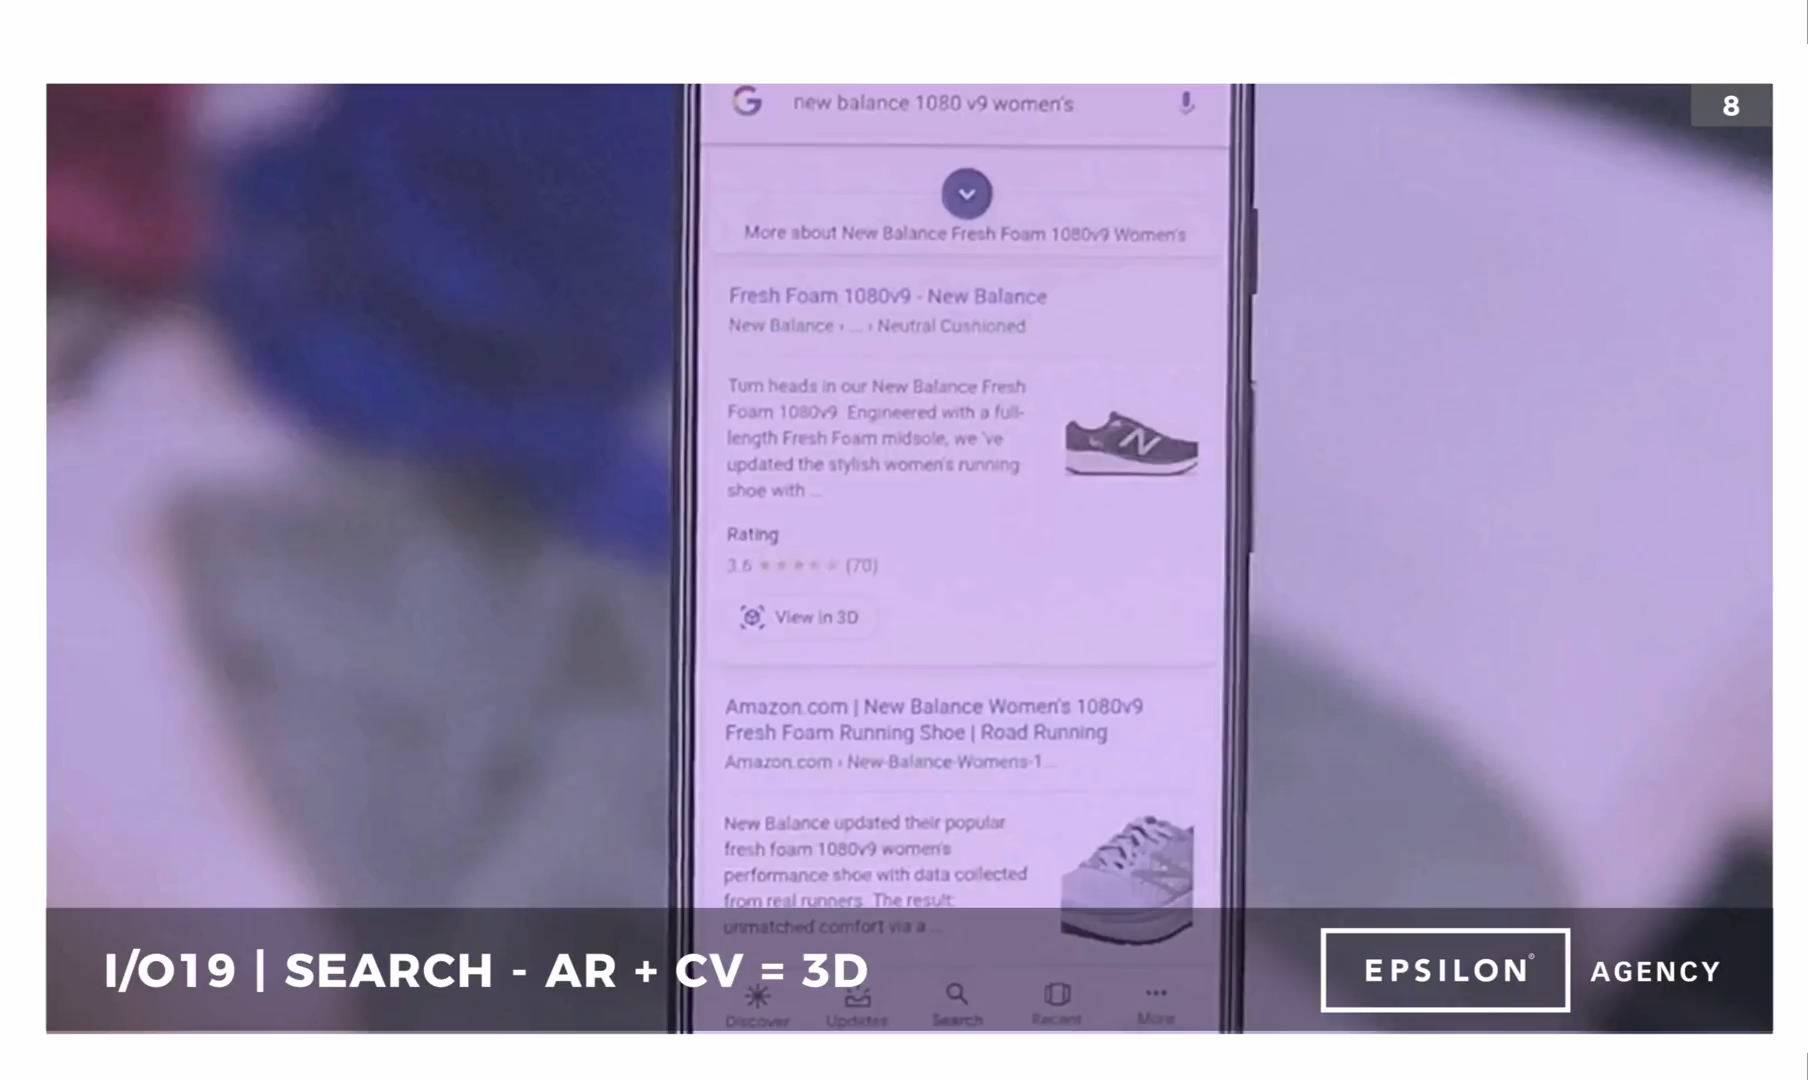 8
new balance 1080 v9 women's
More about New Balance Fresh Foam 1080v9 Women's
Fresh Foam 1080v9 - New Balance
New Balance › ... › Neutral Cushioned
Turn heads in our New Balance Fresh
Foam 1080v9. Engineered with a full-
length Fresh Foam midsole, we 've
updated the stylish women's running
shoe with ...
Rating
3.6 ★★★★★ (70)
View in 3D
Amazon.com | New Balance Women's 1080v9
Fresh Foam Running Shoe | Road Running
Amazon.com › New-Balance-Womens-1...
New Balance updated their popular
fresh foam 1080v9 women's
performance shoe with data collected
from real runners. The result:
unmatched comfort via a ...
I/O19 | SEARCH - AR + CV = 3D
Discover Updates Search Recent More
EPSILON® AGENCY